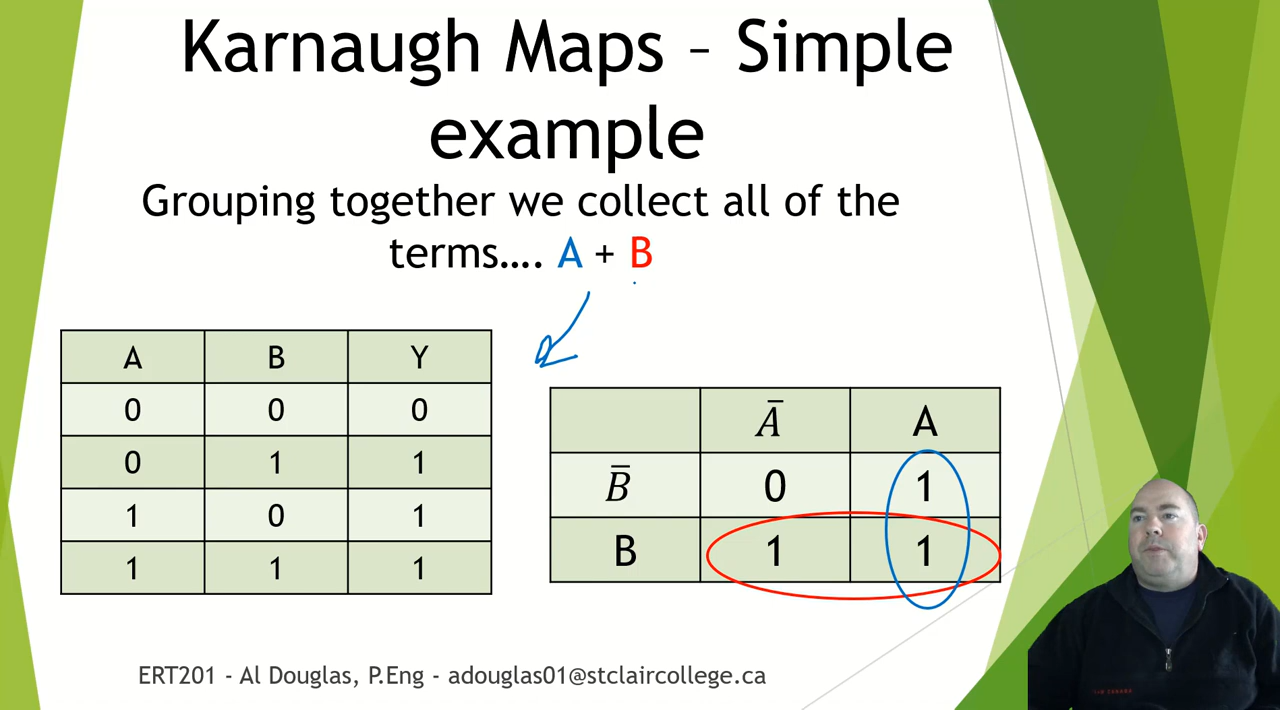 Karnaugh Maps – Simple
example
Grouping together we collect all of the
terms…. A + B
A B Y
0 0 0
0 1 1
1 0 1
1 1 1
A̅ A
B̅ 0 1
B 1 1
ERT201 - Al Douglas, P.Eng - adouglas01@stclaircollege.ca